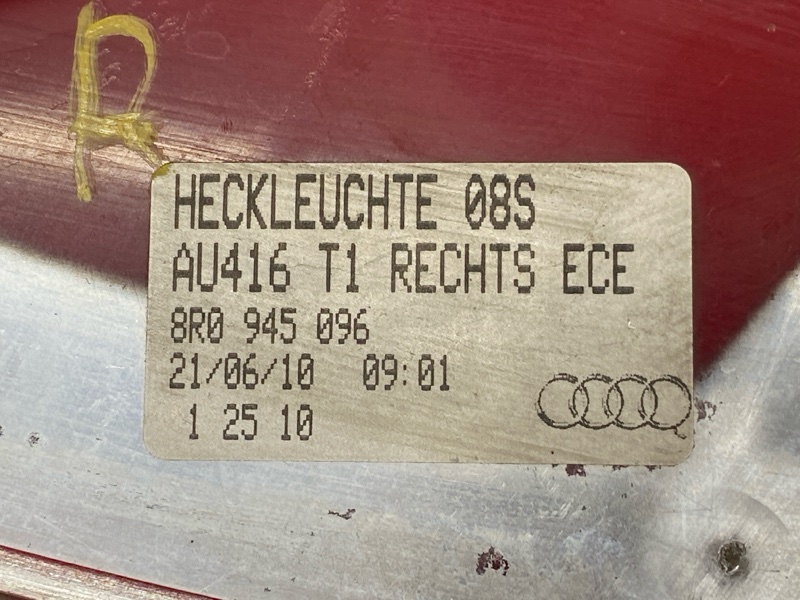 R
HECKLEUCHTE 08S
AU416 T1 RECHTS ECE
8R0 945 096
21/06/10 09:01
1 25 10